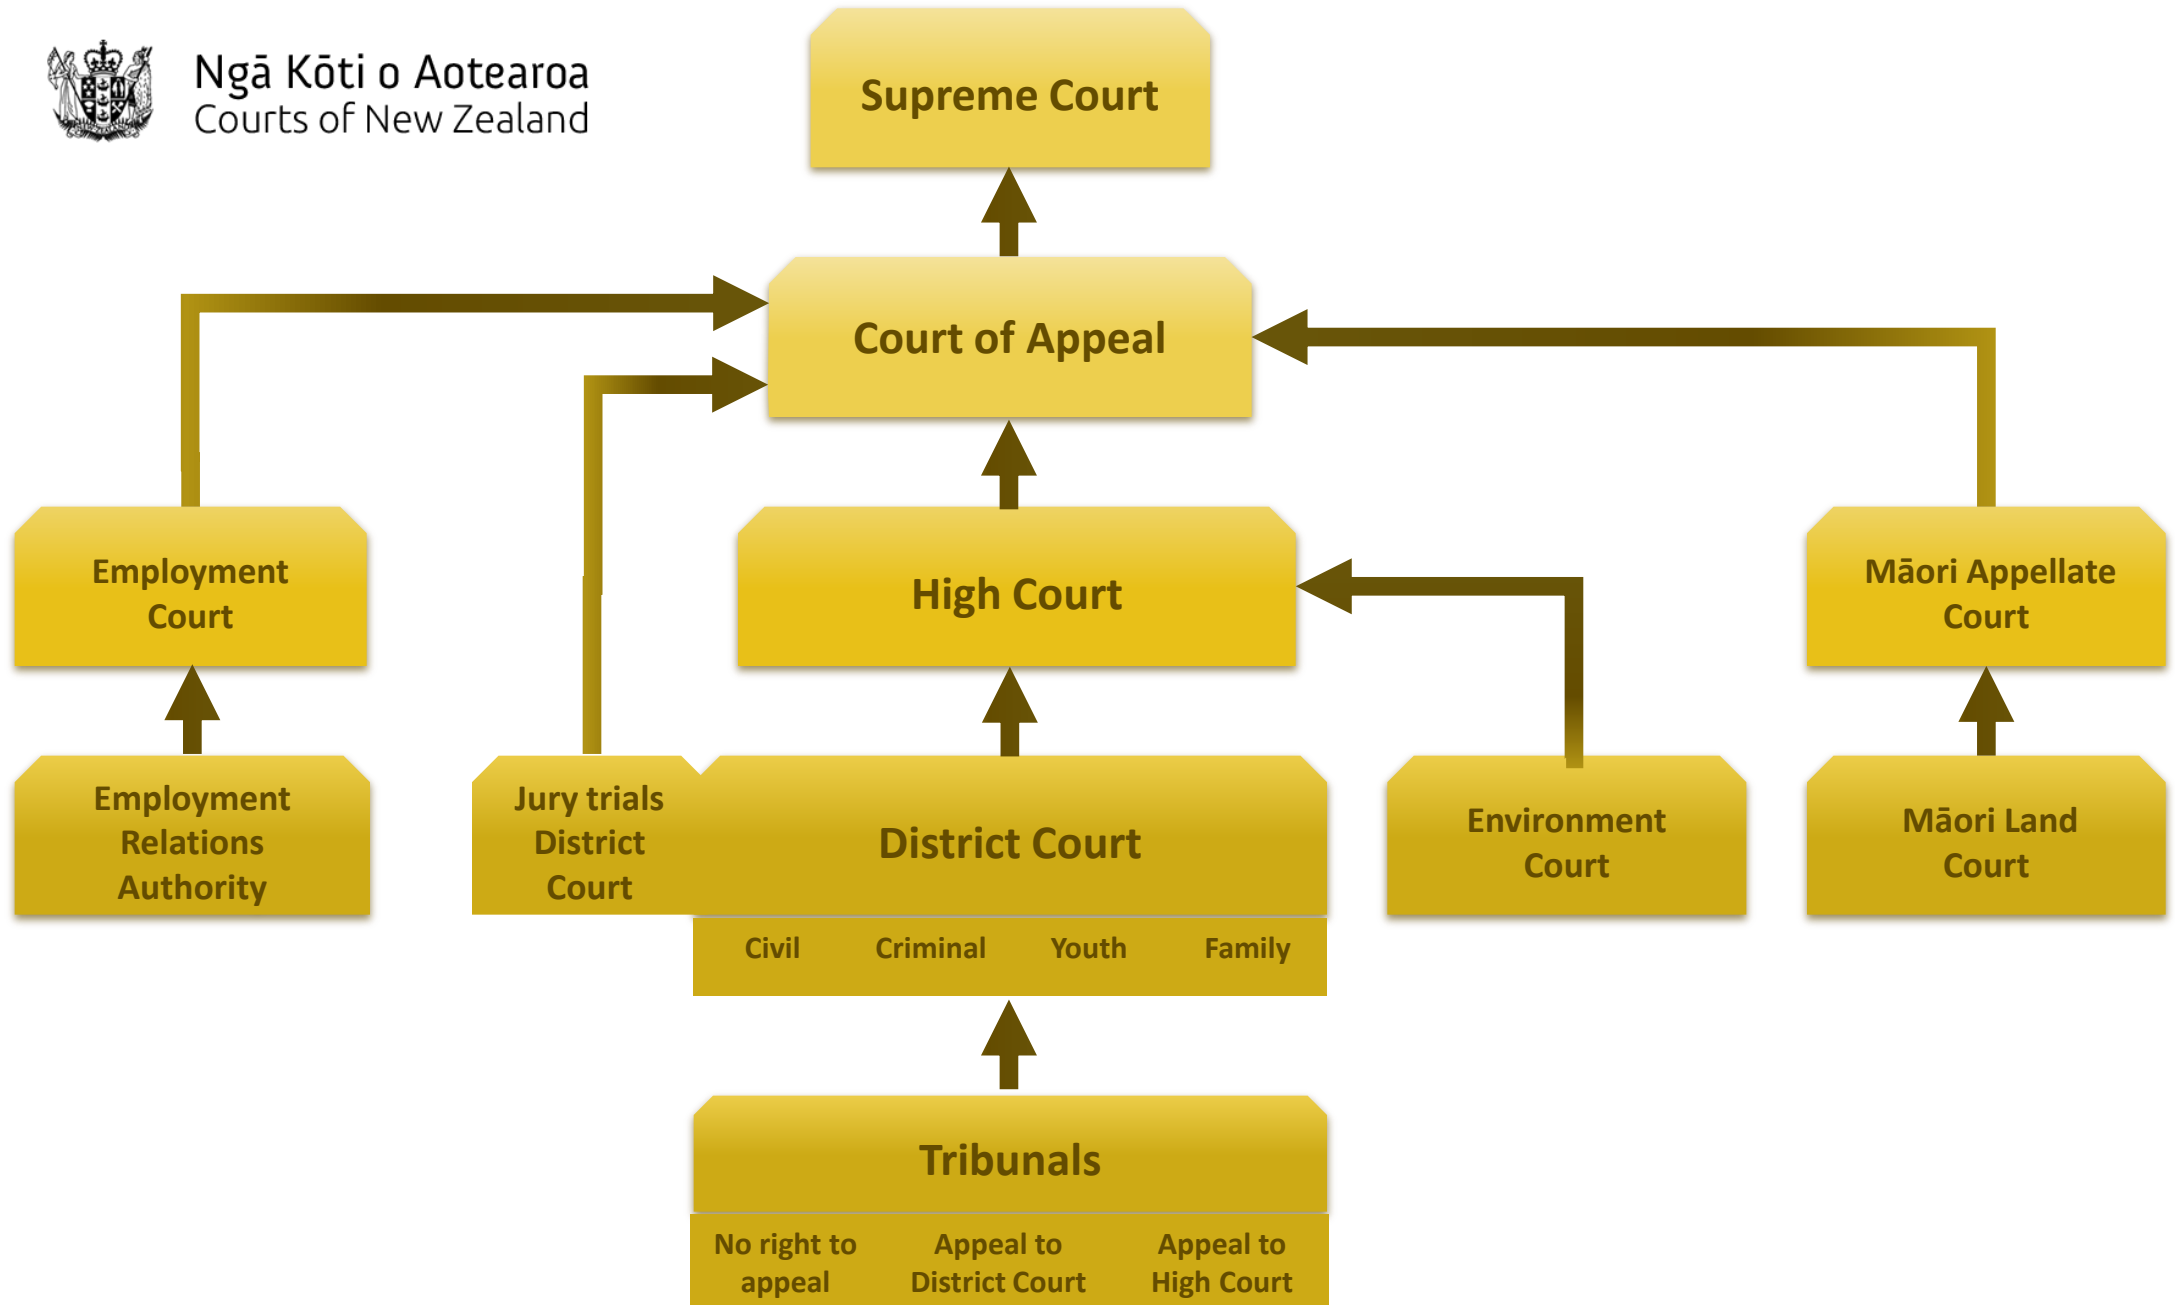 Ngā Kōti o Aotearoa
Courts of New Zealand
Supreme Court
Court of Appeal
Employment
Court
High Court
Māori Appellate
Court
Employment
Relations
Authority
Jury trials
District
Court
District Court
Environment
Court
Māori Land
Court
Civil Criminal Youth Family
Tribunals
No right to
appeal
Appeal to
District Court
Appeal to
High Court